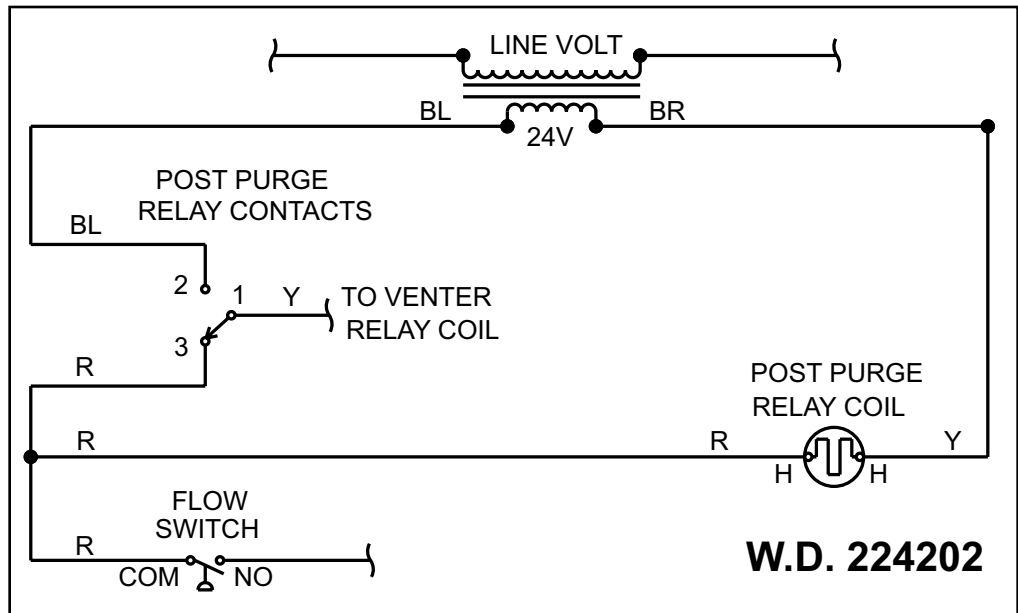 LINE VOLT
BL
BR
24V
POST PURGE
RELAY CONTACTS
BL
2
1
Y
TO VENTER
RELAY COIL
3
R
POST PURGE
RELAY COIL
R
R
Y
H
H
FLOW
SWITCH
R
COM
NO
W.D. 224202